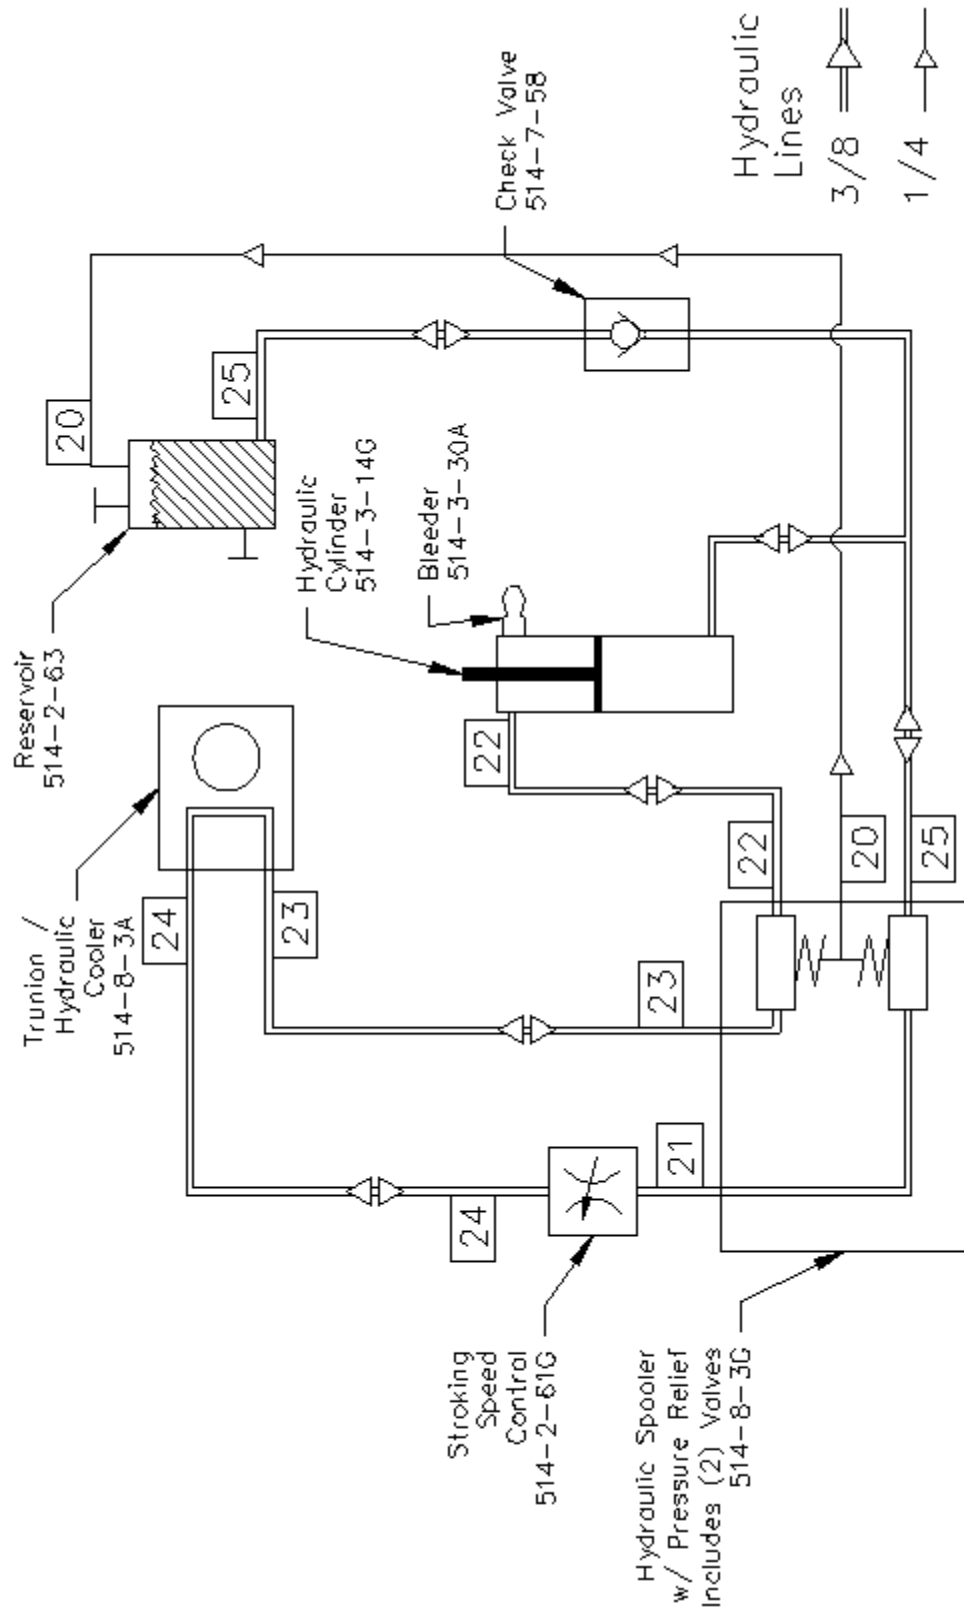 Trunion /
Hydraulic
Cooler
514-8-3A
Reservoir
514-2-63
20
25
24
23
Hydraulic
Cylinder
514-3-14G
Bleeder
514-3-30A
Check Valve
514-7-58
22
24
Stroking
Speed
Control
514-2-61G
21
23
22
20
25
Hydraulic Spooler
w/ Pressure Relief
Includes (2) Valves
514-8-3G
Hydraulic
Lines
3/8
1/4